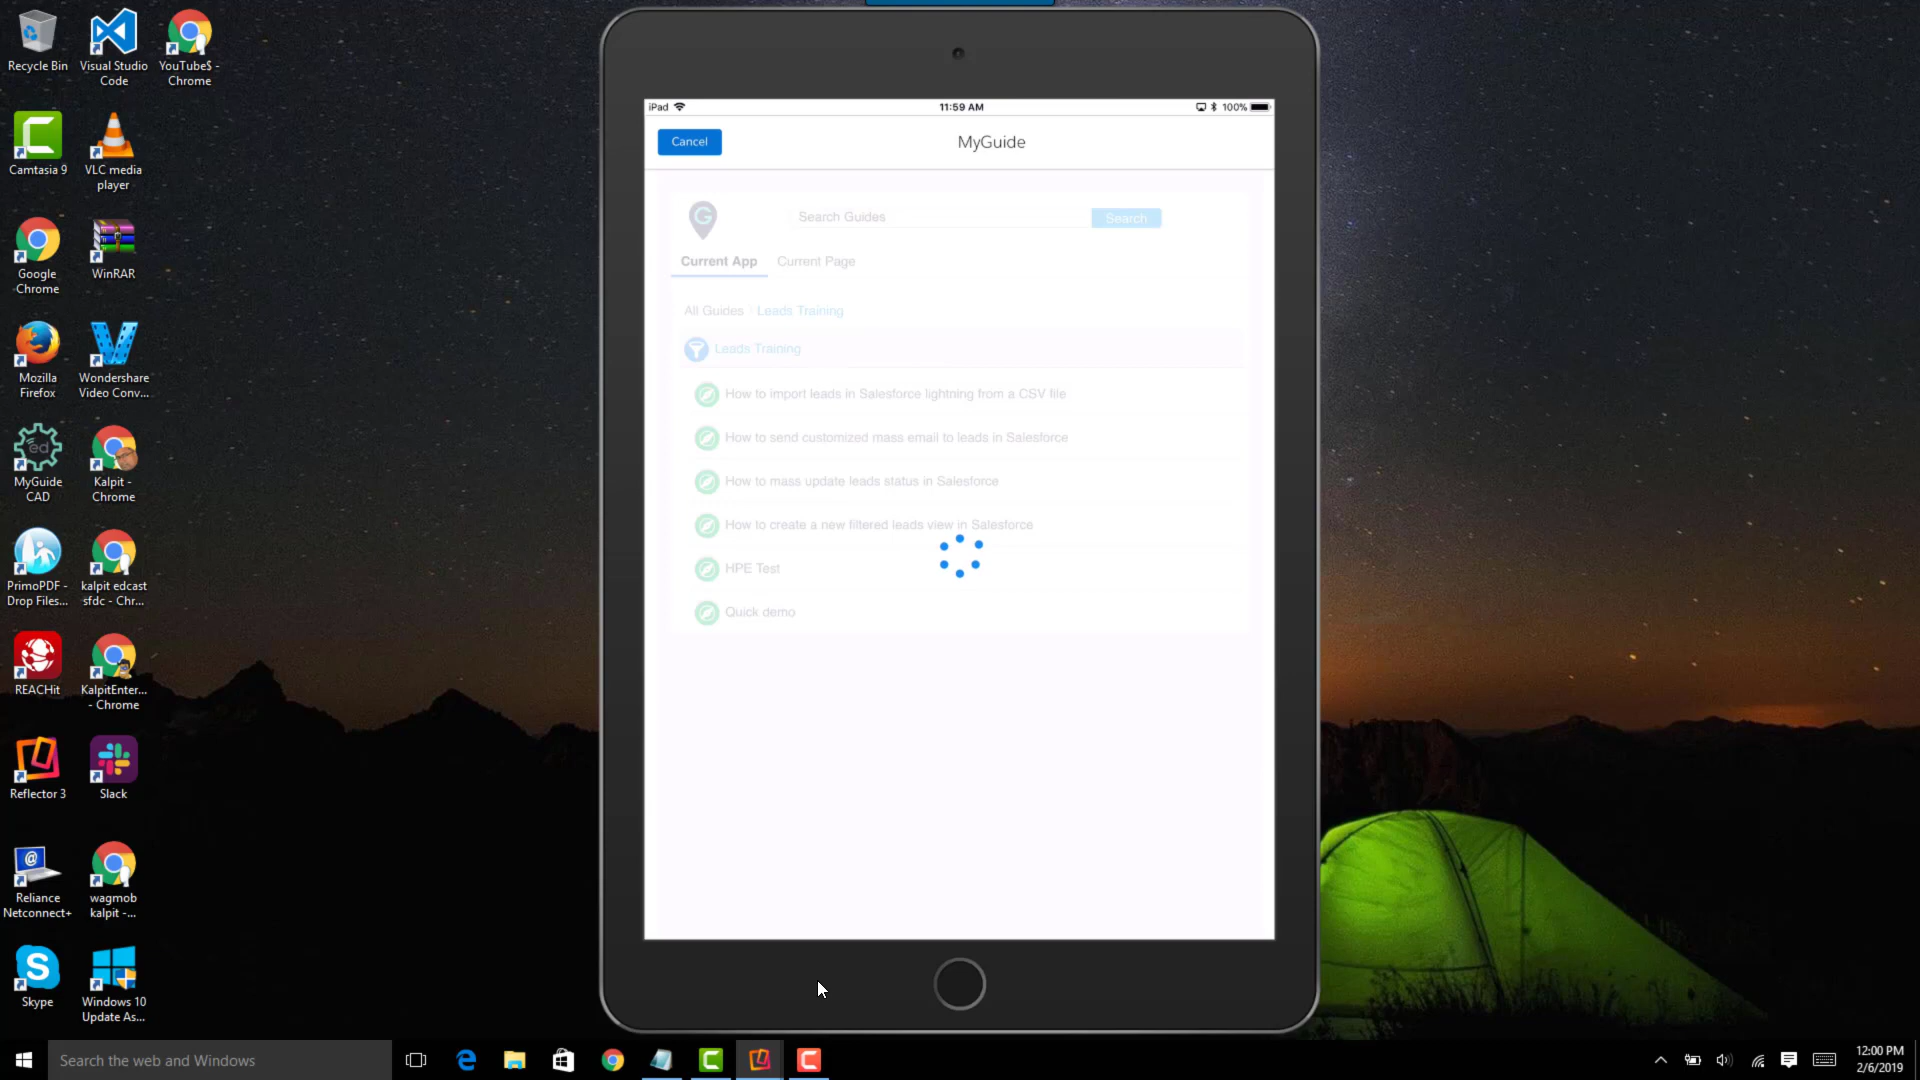 Recycle Bin
Visual Studio
Code
YouTube$ -
Chrome
Camtasia 9
VLC media
player
Google
Chrome
WinRAR
Mozilla
Firefox
Wondershare
Video Conv...
MyGuide
CAD
Kalpit -
Chrome
PrimoPDF -
Drop Files...
kalpit edcast
sfdc - Chr...
REACHit
KalpitEnter...
- Chrome
Reflector 3
Slack
Reliance
Netconnect+
wagmob
kalpit -...
Skype
Windows 10
Update As...
iPad
11:59 AM
100%
Cancel
MyGuide
Search Guides
Search
Current App
Current Page
All Guides
Leads Training
Leads Training
How to import leads in Salesforce lightning from a CSV file
How to send customized mass email to leads in Salesforce
How to mass update leads status in Salesforce
How to create a new filtered leads view in Salesforce
HPE Test
Quick demo
Search the web and Windows
12:00 PM
2/6/2019